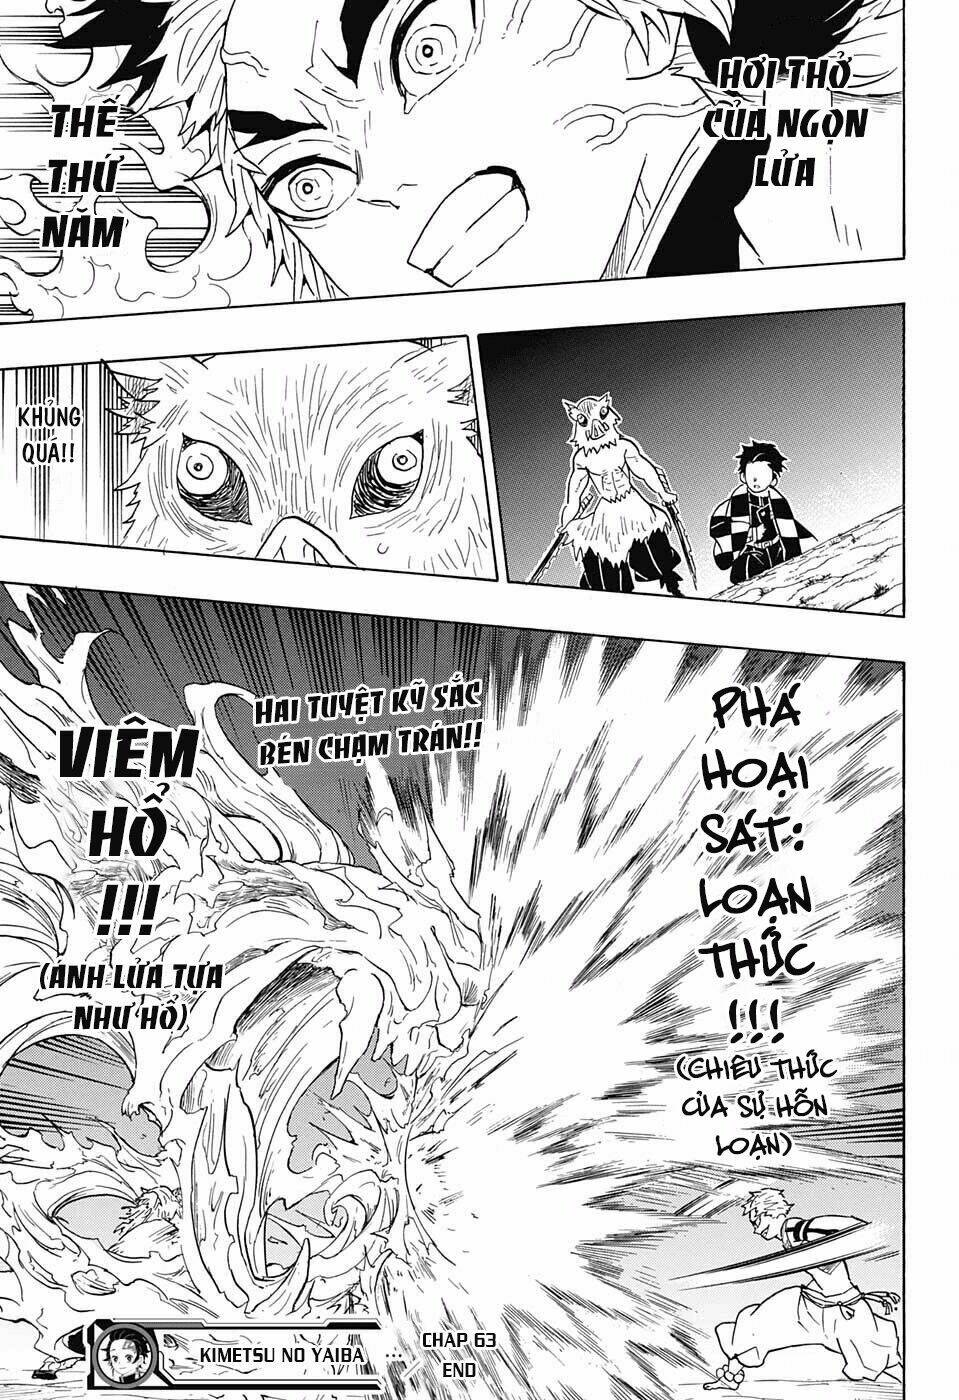 HƠI THỞ
CỦA NGỌN
LỬA
THẾ
THỨ
NĂM
KHỦNG
QUÁ!!
PHÁ
HOẠI
SÁT:
LOẠN
THỨC
!!!
(CHIÊU THỨC
CỦA SỰ HỖN
LOẠN)
HAI TUYỆT KỸ SẮC
BÉN CHẠM TRÁN!!
VIÊM
HỔ
!!!
(ÁNH LỬA TỰA
NHƯ HỔ)
KIMETSU NO YAIBA ... CHAP 63
END